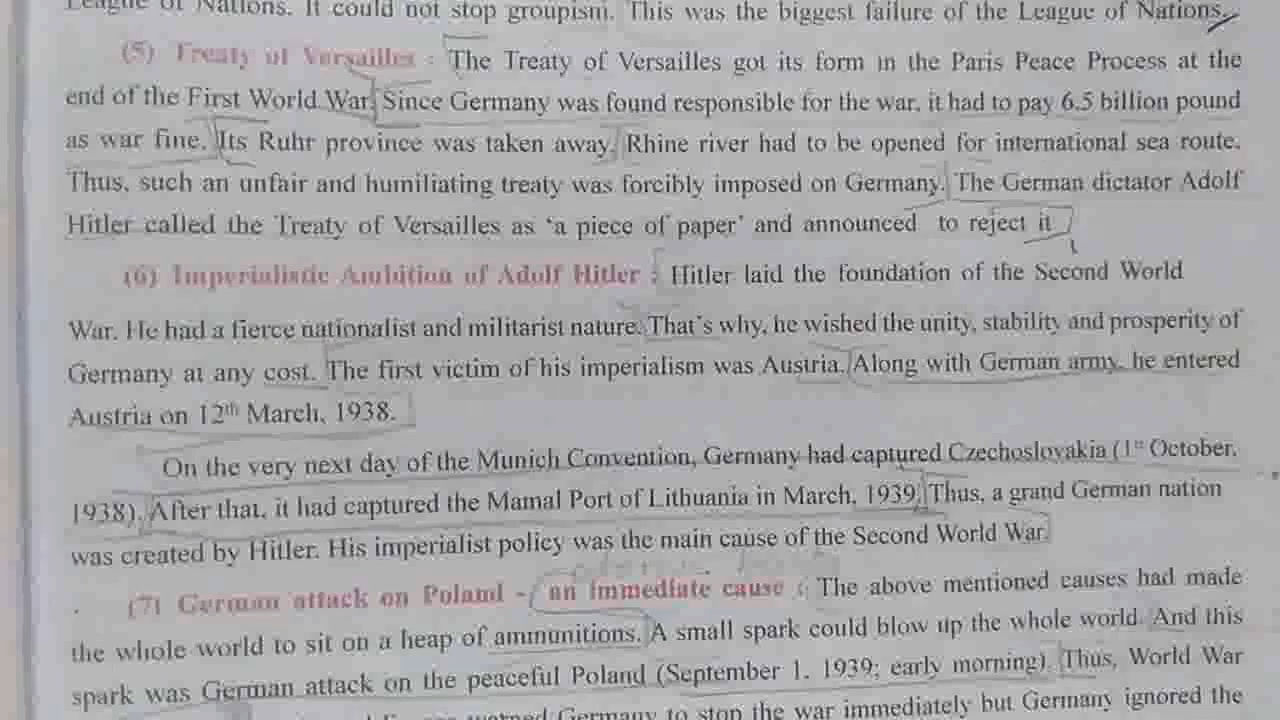 League of Nations. It could not stop groupism. This was the biggest failure of the League of Nations.
(5) Treaty of Versailles : The Treaty of Versailles got its form in the Paris Peace Process at the
end of the First World War. Since Germany was found responsible for the war, it had to pay 6.5 billion pound
as war fine. Its Ruhr province was taken away. Rhine river had to be opened for international sea route.
Thus, such an unfair and humiliating treaty was forcibly imposed on Germany. The German dictator Adolf
Hitler called the Treaty of Versailles as 'a piece of paper' and announced to reject it
(6) Imperialistic Ambition of Adolf Hitler : Hitler laid the foundation of the Second World
War. He had a fierce nationalist and militarist nature. That's why, he wished the unity, stability and prosperity of
Germany at any cost. The first victim of his imperialism was Austria. Along with German army, he entered
Austria on 12th March, 1938.
On the very next day of the Munich Convention, Germany had captured Czechoslovakia (1st October,
1938). After that, it had captured the Mamal Port of Lithuania in March, 1939. Thus, a grand German nation
was created by Hitler. His imperialist policy was the main cause of the Second World War.
(7) German attack on Poland - an immediate cause : The above mentioned causes had made
the whole world to sit on a heap of ammunitions. A small spark could blow up the whole world. And this
spark was German attack on the peaceful Poland (September 1, 1939; early morning). Thus, World War
warned Germany to stop the war immediately but Germany ignored the